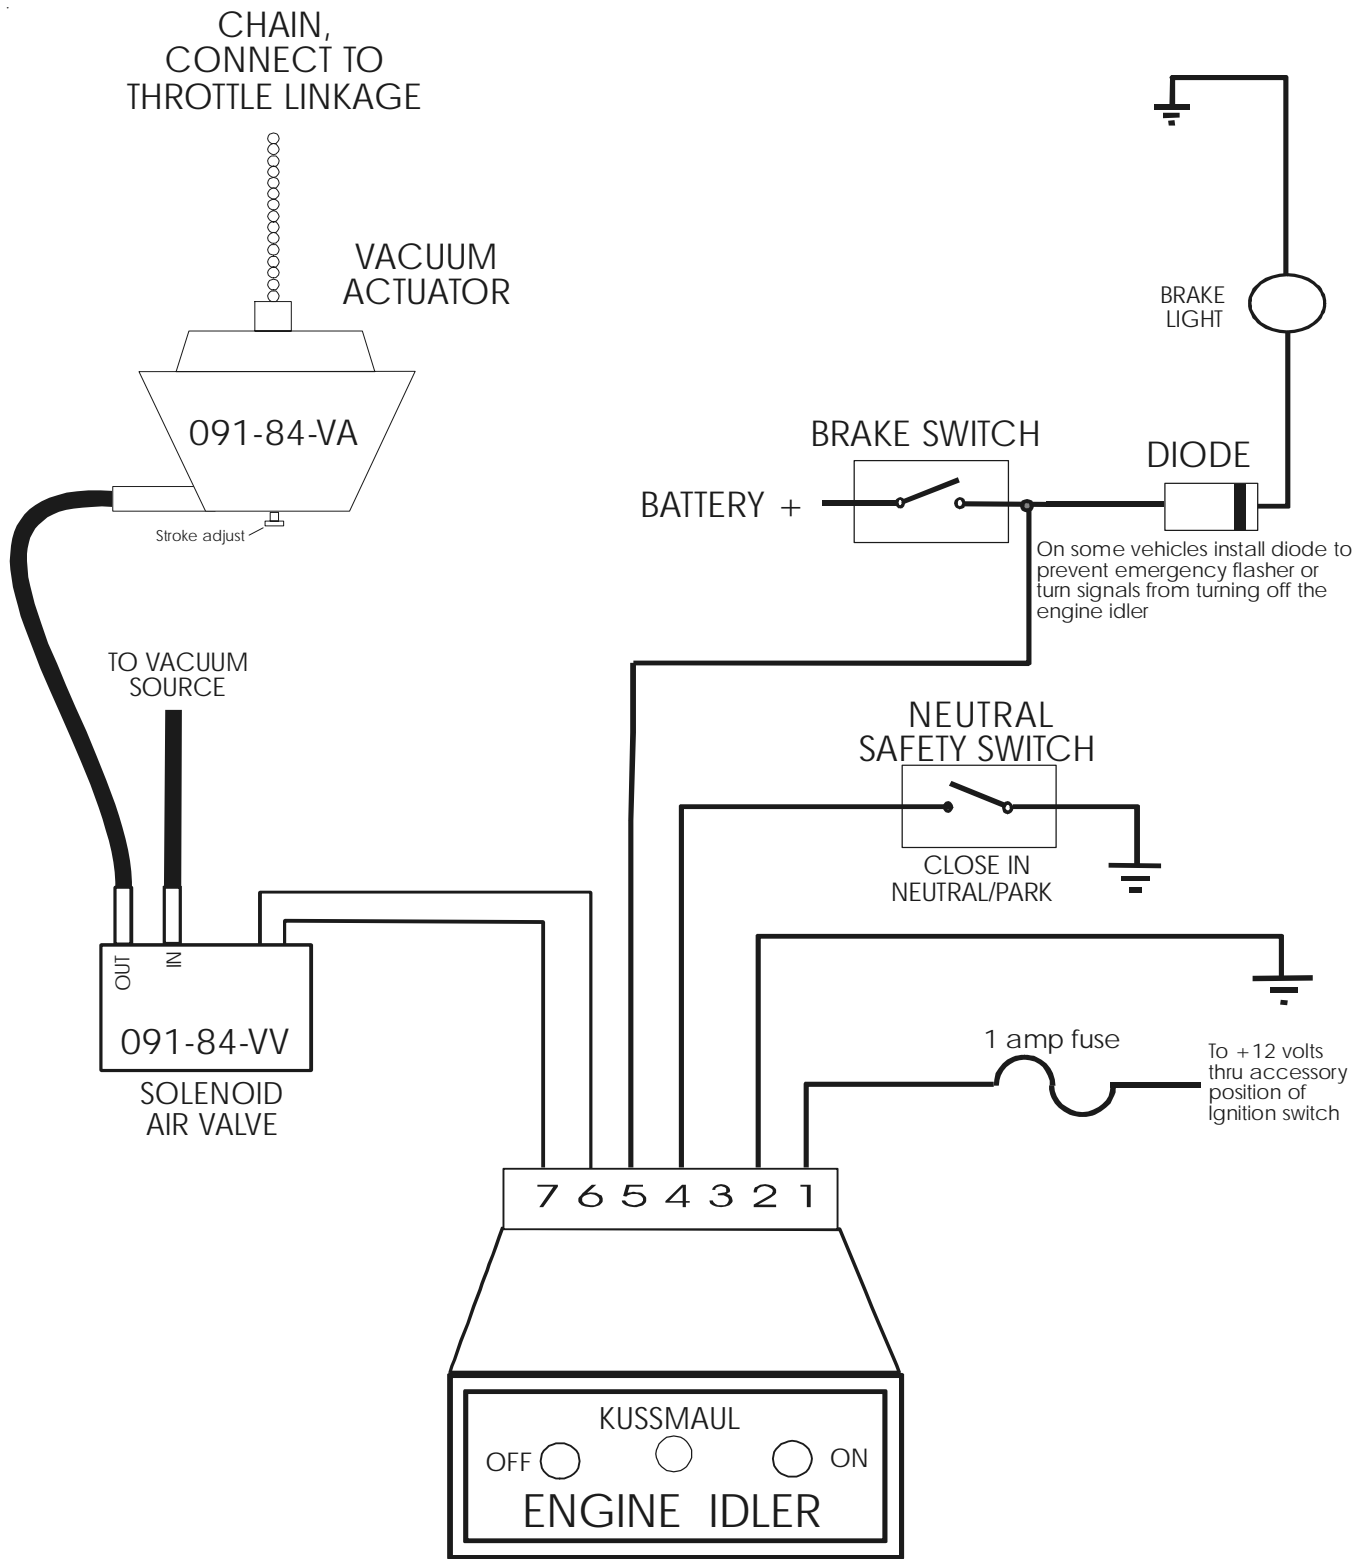 CHAIN,
CONNECT TO
THROTTLE LINKAGE
VACUUM
ACTUATOR
091-84-VA
Stroke adjust
BRAKE
LIGHT
BRAKE SWITCH
DIODE
BATTERY +
On some vehicles install diode to
prevent emergency flasher or
turn signals from turning off the
engine idler
TO VACUUM
SOURCE
NEUTRAL
SAFETY SWITCH
CLOSE IN
NEUTRAL/PARK
OUT
IN
091-84-VV
SOLENOID
AIR VALVE
1 amp fuse
To +12 volts
thru accessory
position of
Ignition switch
7 6 5 4 3 2 1
KUSSMAUL
OFF
ON
ENGINE IDLER